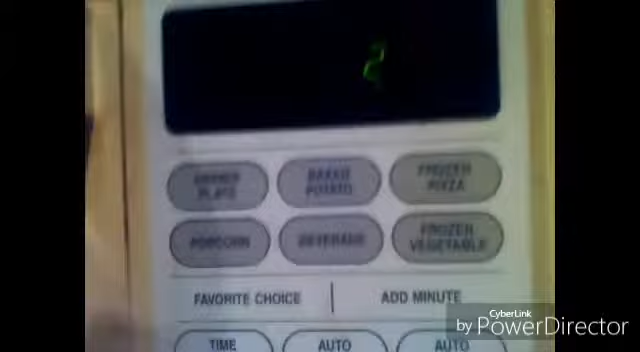 2
DINNER PLATE
BAKED POTATO
FROZEN PIZZA
POPCORN
BEVERAGE
FROZEN VEGETABLE
FAVORITE CHOICE
ADD MINUTE
TIME
AUTO
AUTO
CyberLink
by PowerDirector